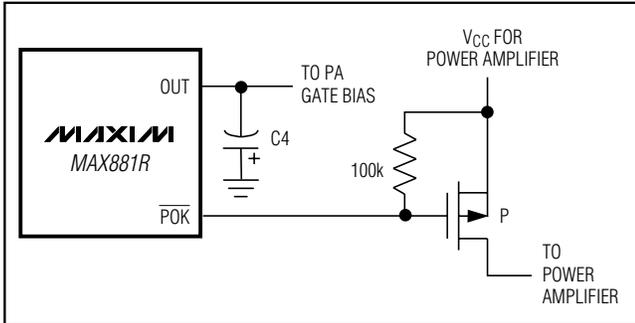 VCC FOR
POWER AMPLIFIER
OUT
TO PA
GATE BIAS
MAXIM
MAX881R
C4
+
100k
POK
P
TO
POWER
AMPLIFIER